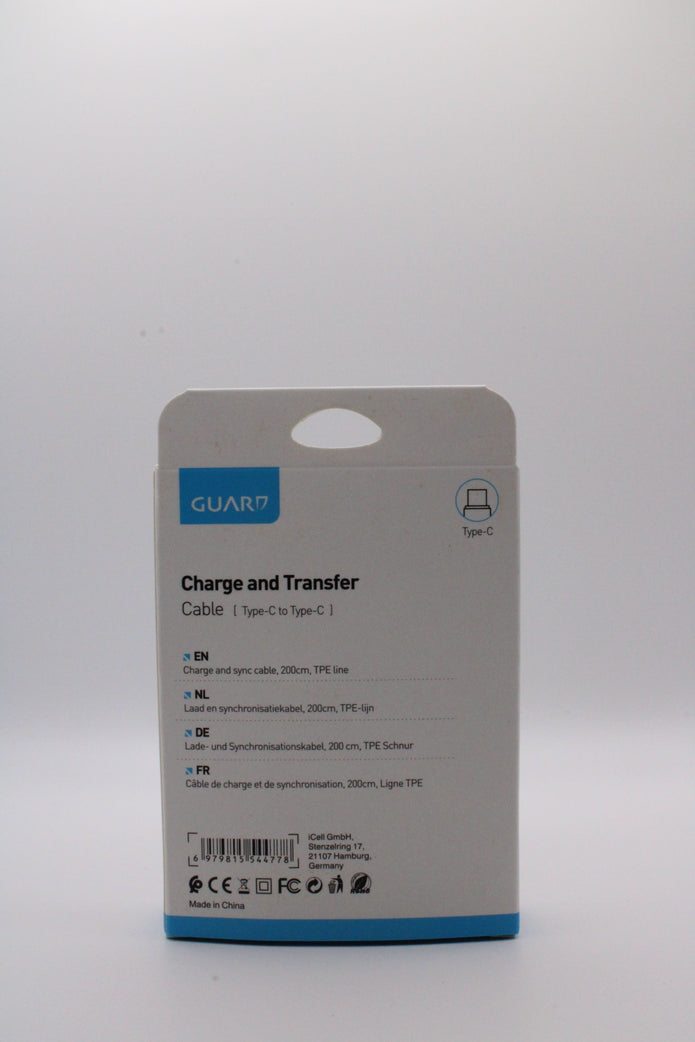 GUARD
Type-C
Charge and Transfer
Cable [ Type-C to Type-C ]
EN
Charge and sync cable, 200cm, TPE line
NL
Laad en synchronisatiekabel, 200cm, TPE-lijn
DE
Lade- und Synchronisationskabel, 200 cm, TPE Schnur
FR
Câble de charge et de synchronisation, 200cm, Ligne TPE
iCell GmbH,
Stenzelring 17,
21107 Hamburg,
Germany
6 979815 544778
CE FC
Made in China